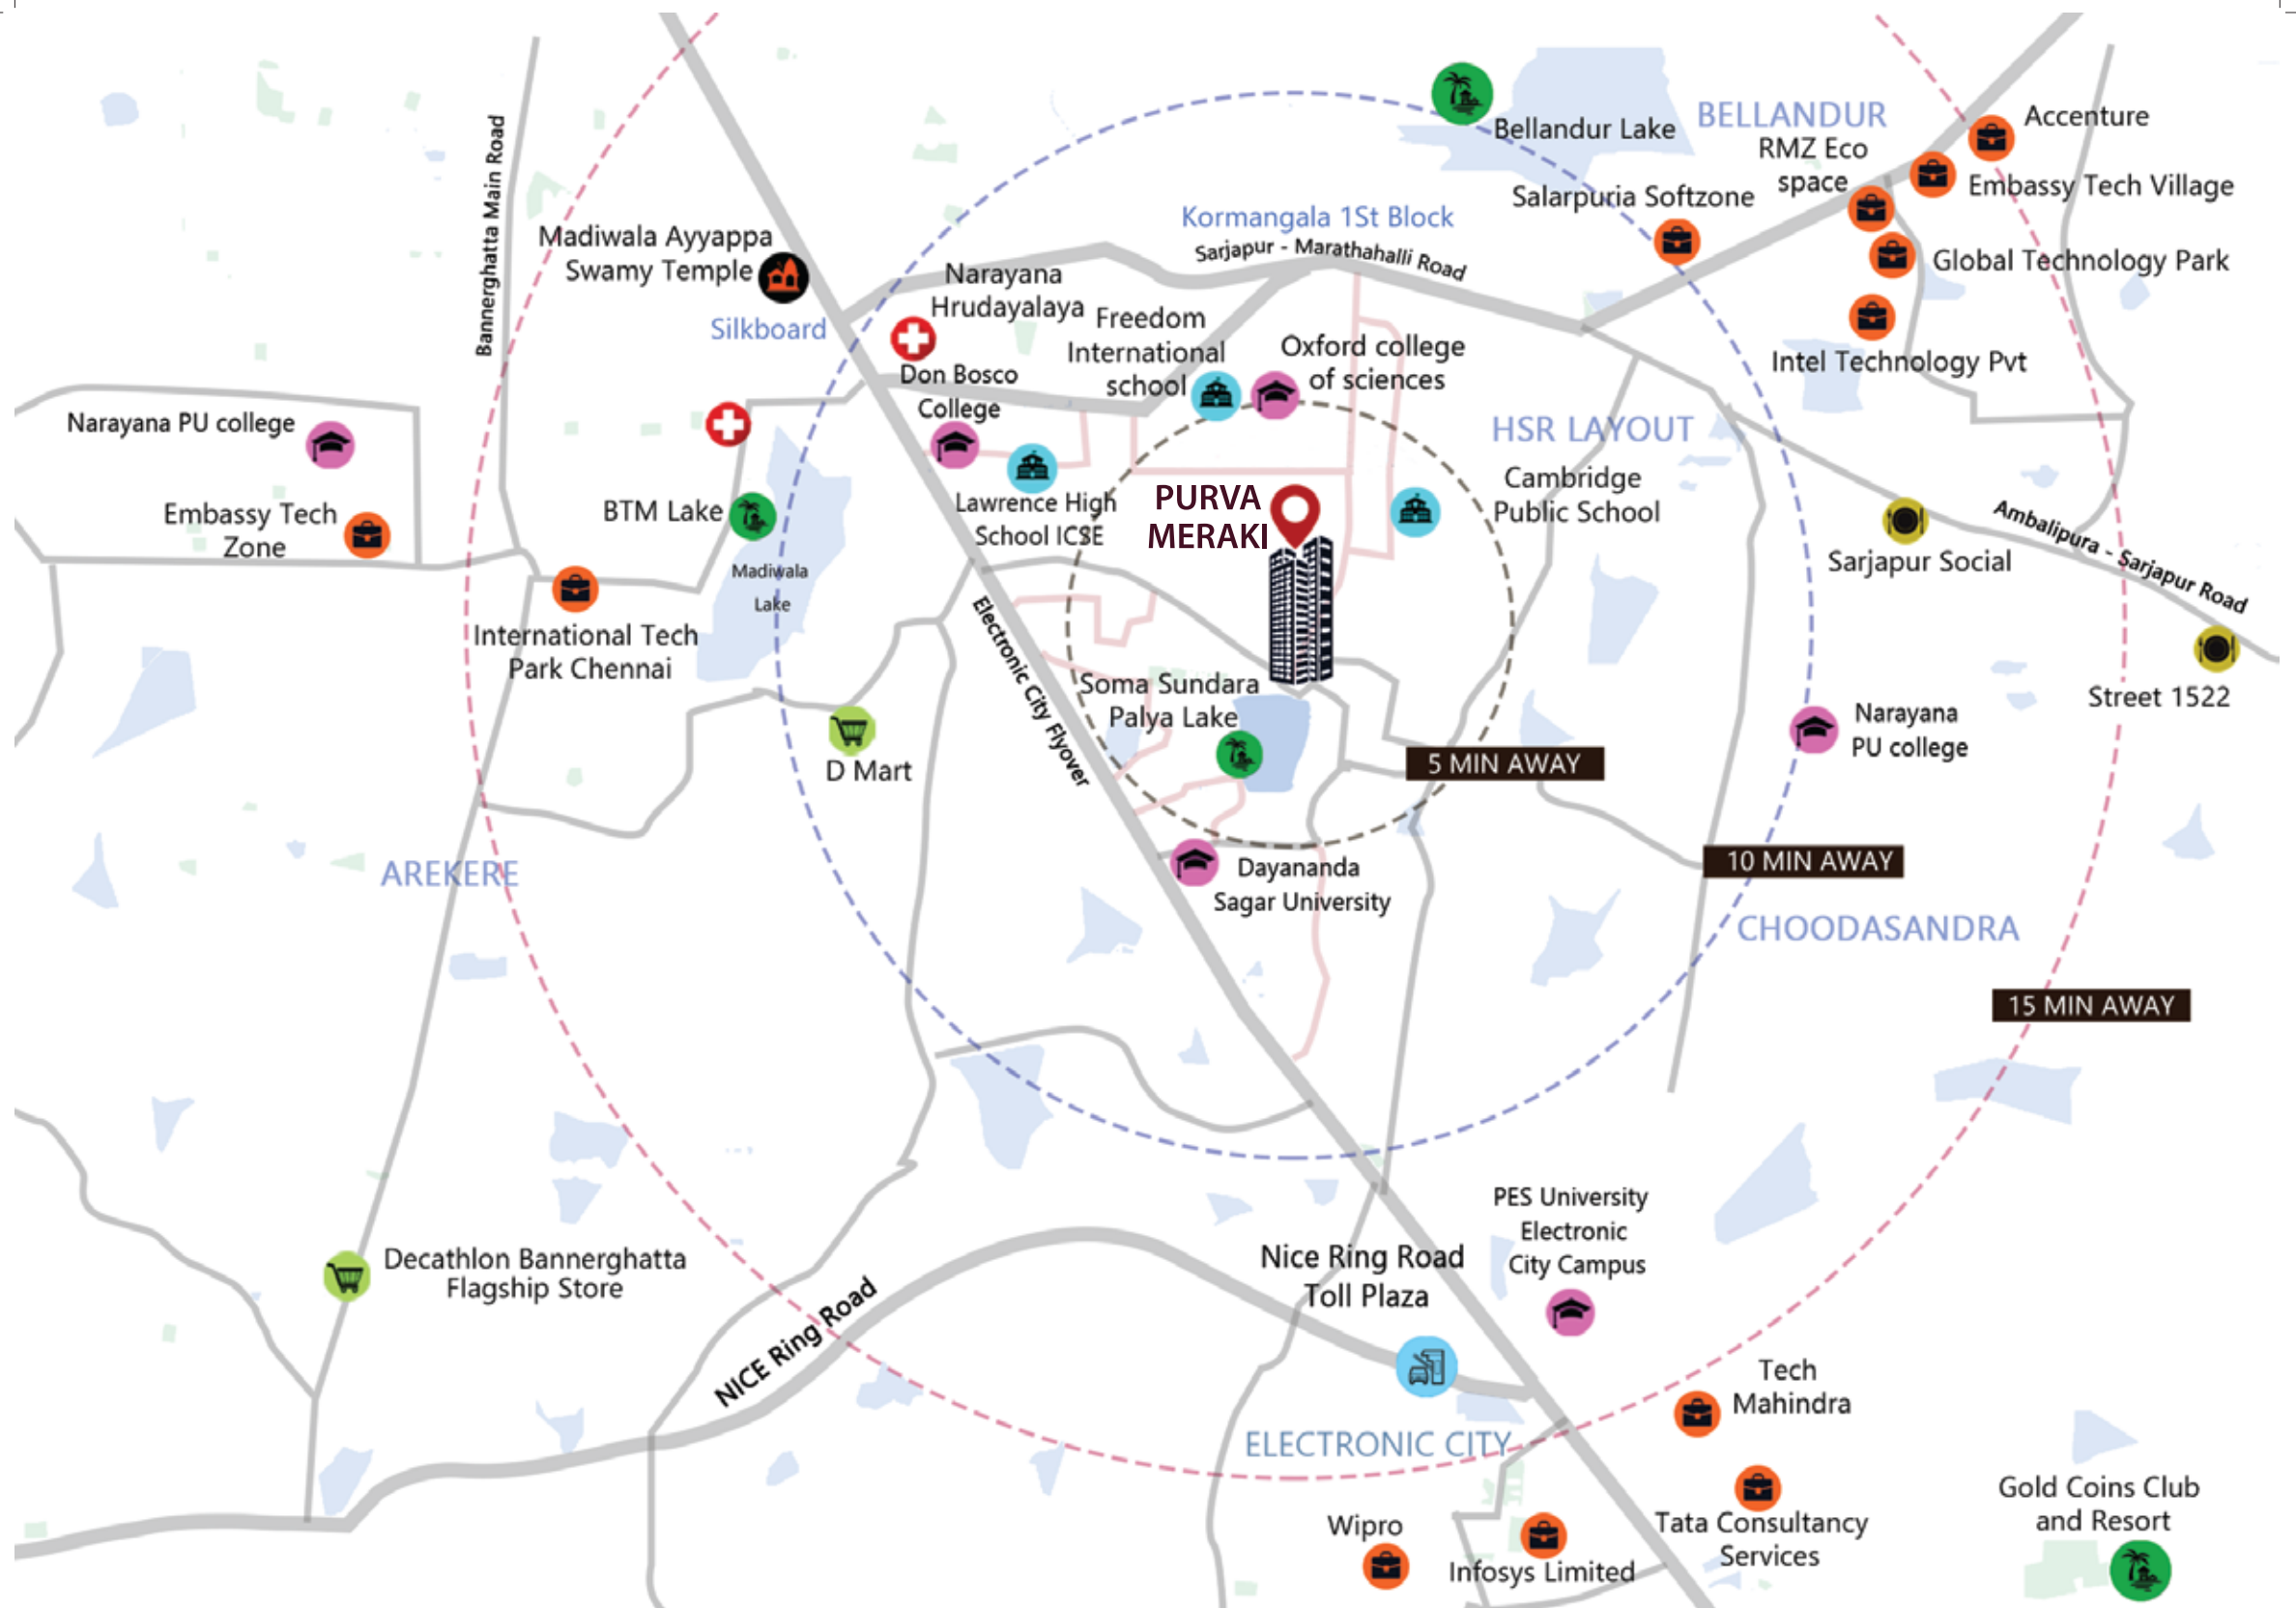 Bellandur Lake
BELLANDUR
Accenture
RMZ Eco
space
Embassy Tech Village
Salarpuria Softzone
Global Technology Park
Intel Technology Pvt
Bannerghatta Main Road
Madiwala Ayyappa
Swamy Temple
Silkboard
Kormangala 1St Block
Sarjapur - Marathahalli Road
Narayana
Hrudayalaya
Freedom
International
school
Oxford college
of sciences
Don Bosco
College
Narayana PU college
HSR LAYOUT
Cambridge
Public School
Lawrence High
School ICSE
PURVA
MERAKI
BTM Lake
Embassy Tech
Zone
Madiwala
Lake
Sarjapur Social
Ambalipura - Sarjapur Road
Street 1522
International Tech
Park Chennai
Electronic City Flyover
Soma Sundara
Palya Lake
Narayana
PU college
D Mart
5 MIN AWAY
10 MIN AWAY
AREKERE
Dayananda
Sagar University
CHOODASANDRA
15 MIN AWAY
PES University
Electronic
City Campus
Nice Ring Road
Toll Plaza
Decathlon Bannerghatta
Flagship Store
NICE Ring Road
Tech
Mahindra
ELECTRONIC CITY
Gold Coins Club
and Resort
Wipro
Infosys Limited
Tata Consultancy
Services